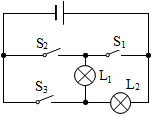 S₂ S₁
L₁
S₃ L₂